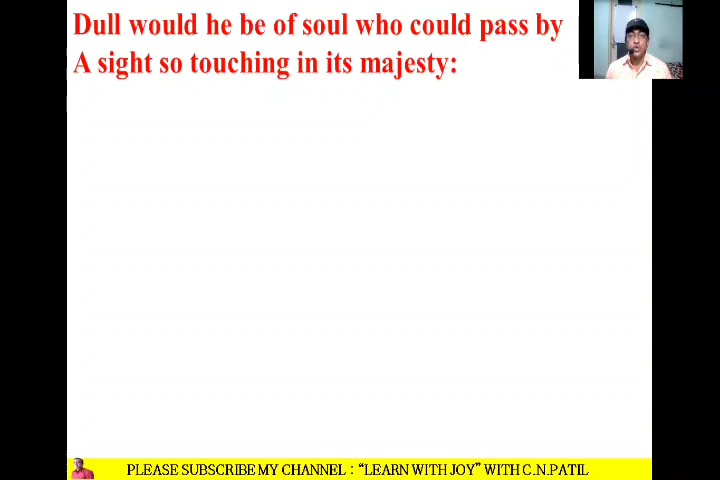 Dull would he be of soul who could pass by
A sight so touching in its majesty:
PLEASE SUBSCRIBE MY CHANNEL : “LEARN WITH JOY” WITH C.N.PATIL